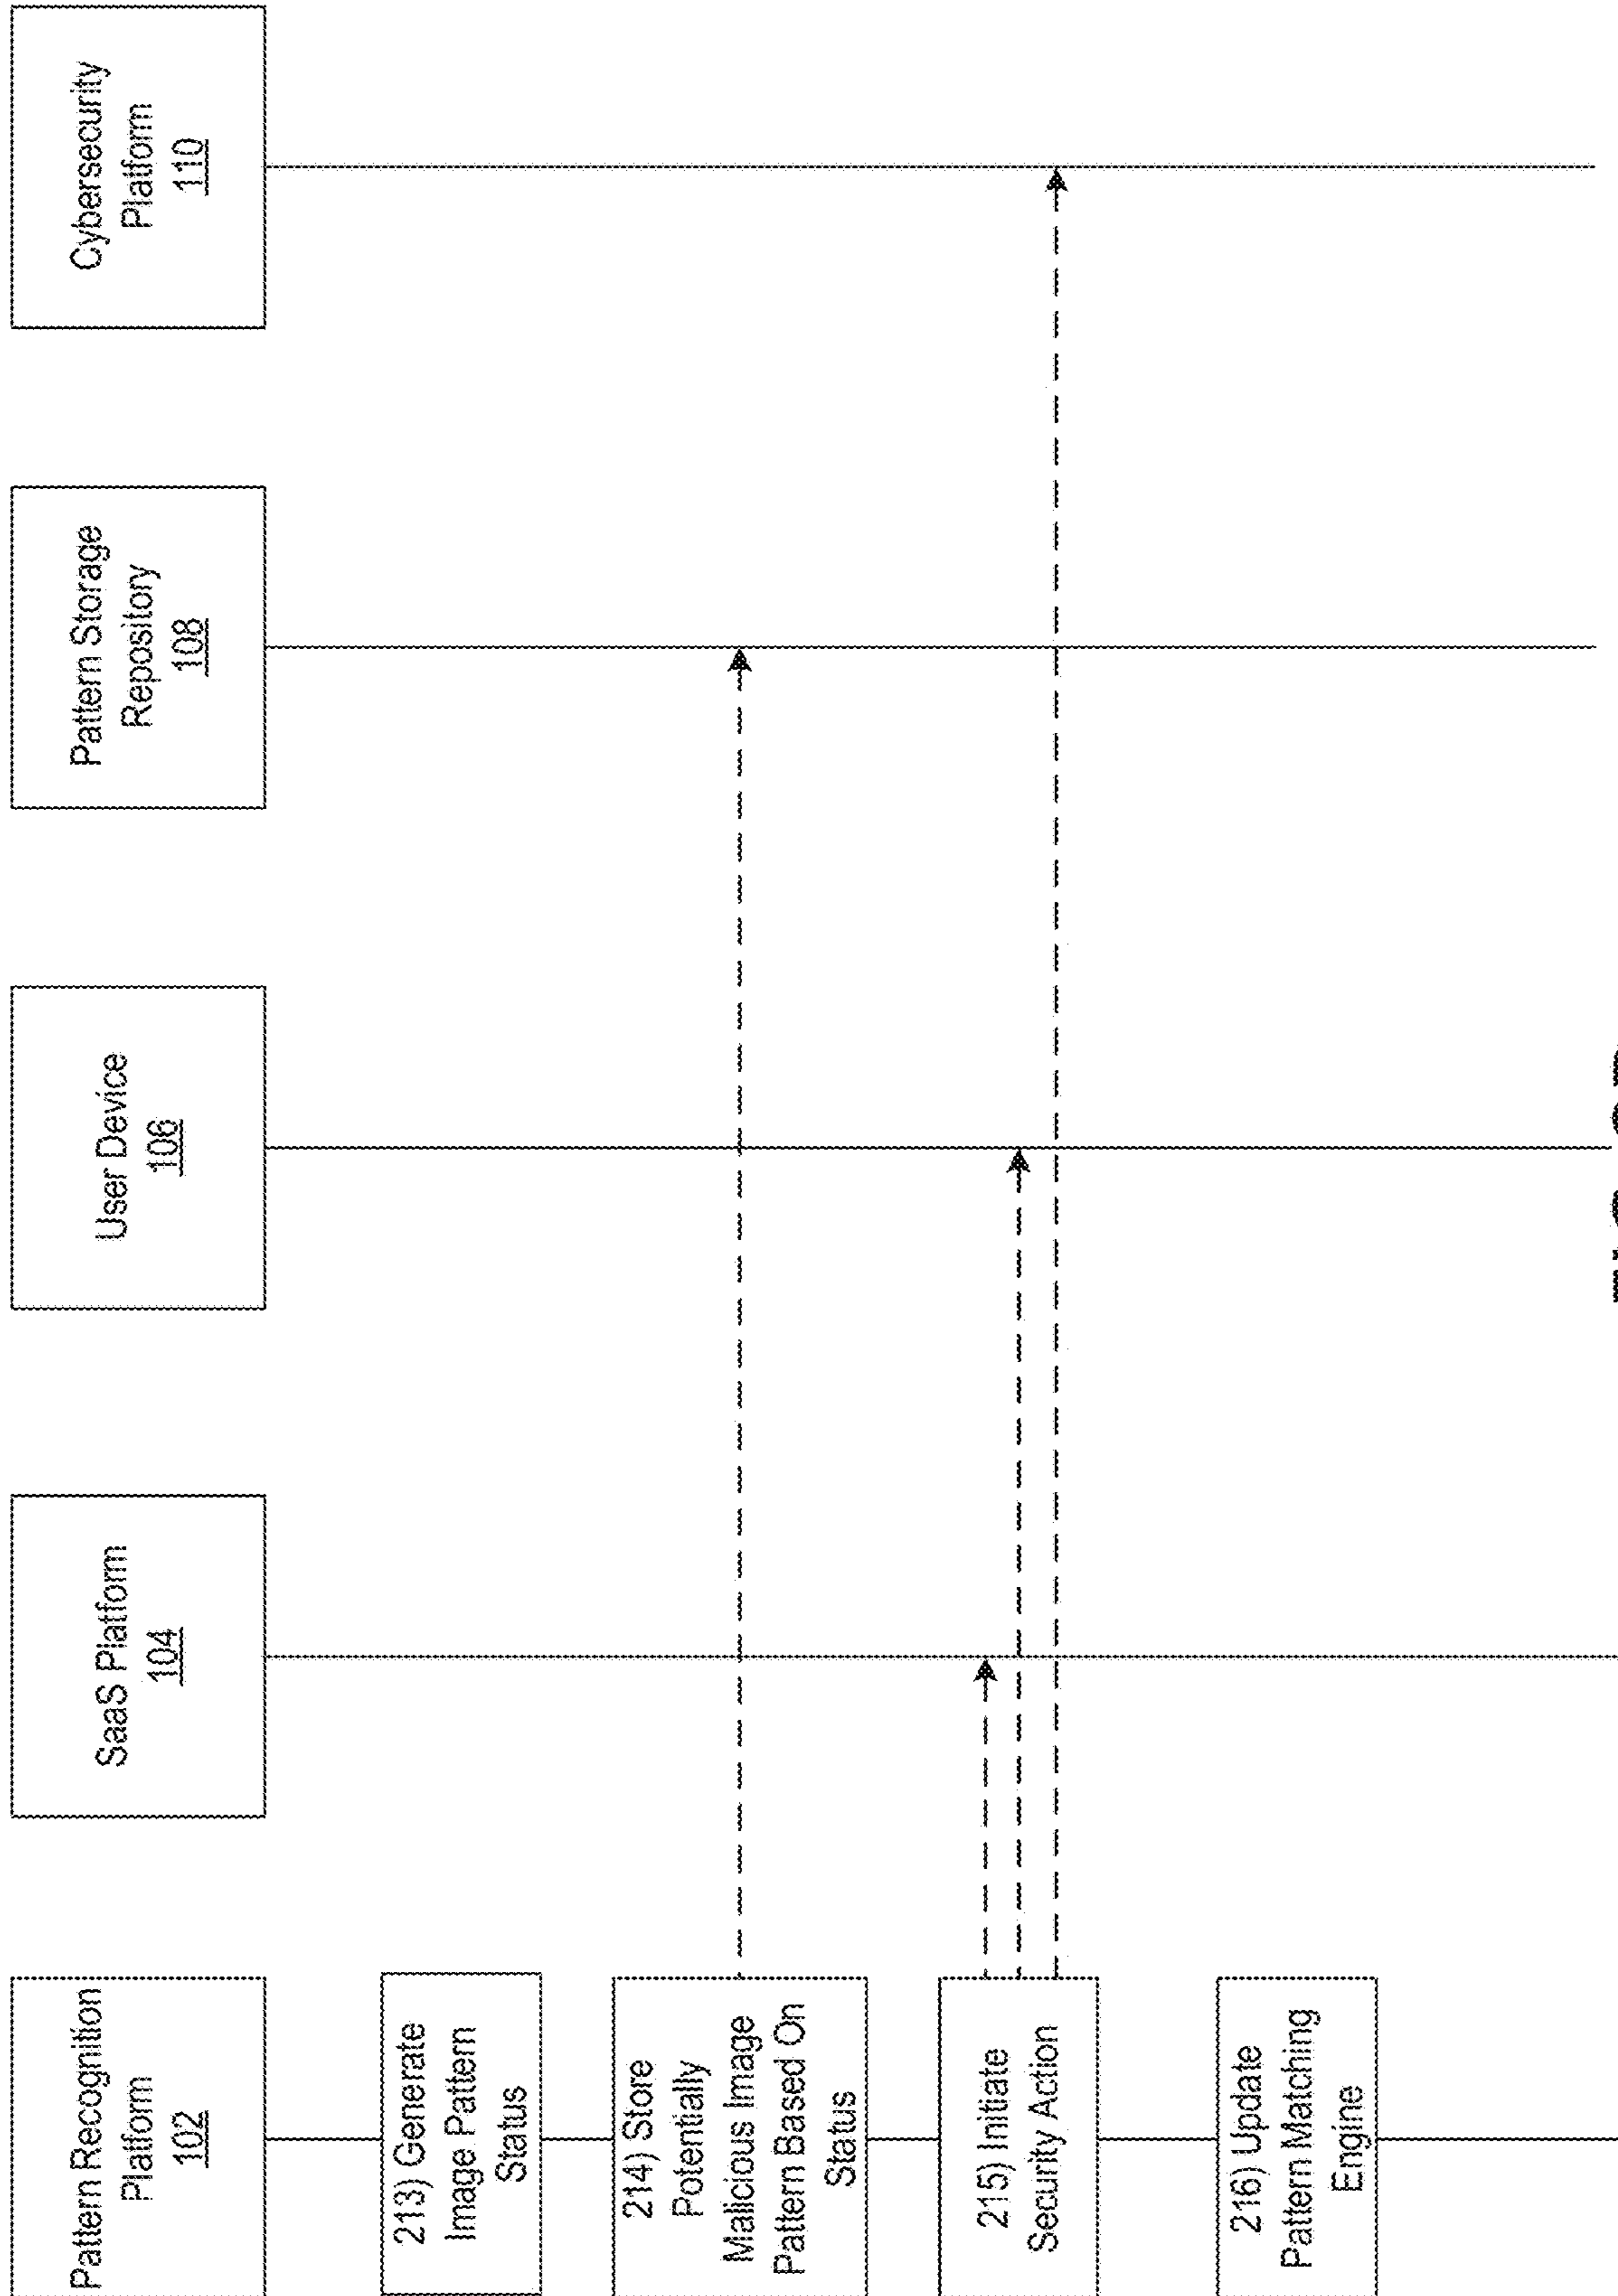 Pattern Recognition
Platform
102
SaaS Platform
104
User Device
106
Pattern Storage
Repository
108
Cybersecurity
Platform
110
213) Generate
Image Pattern
Status
214) Store
Potentially
Malicious Image
Pattern Based On
Status
215) Initiate
Security Action
216) Update
Pattern Matching
Engine